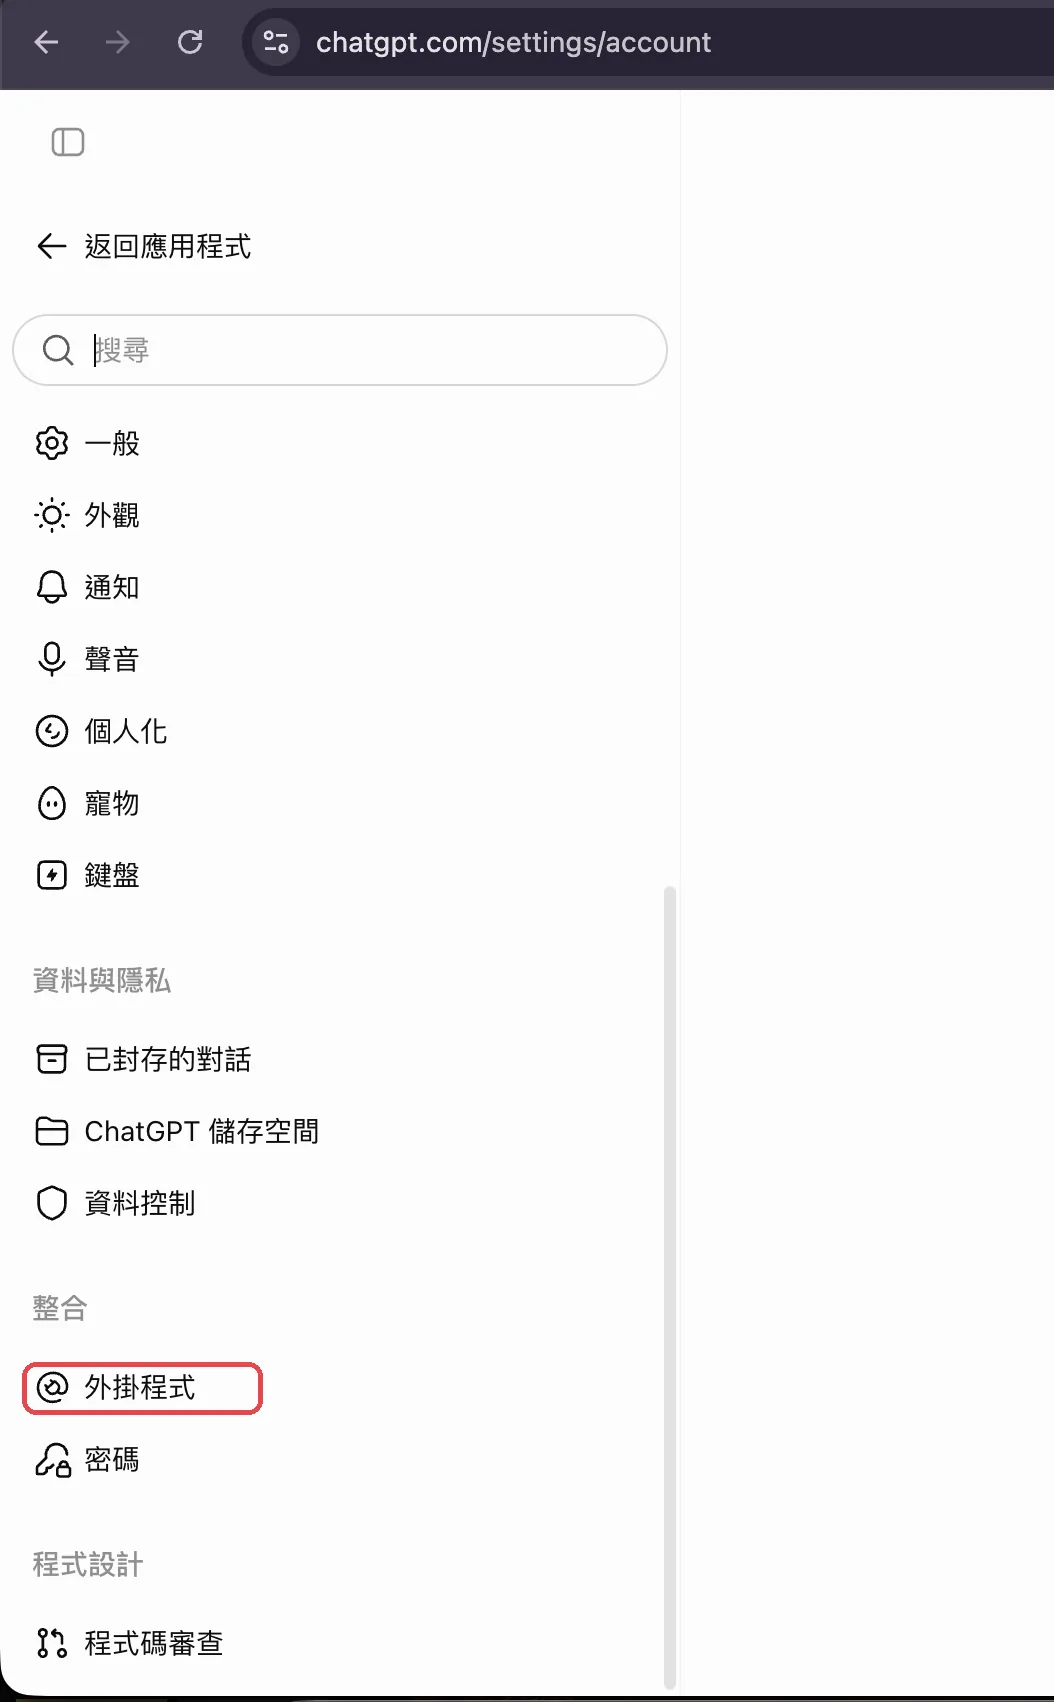 chatgpt.com/settings/account
返回應用程式
搜尋
一般
外觀
通知
聲音
個人化
寵物
鍵盤
資料與隱私
已封存的對話
ChatGPT 儲存空間
資料控制
整合
外掛程式
密碼
程式設計
程式碼審查